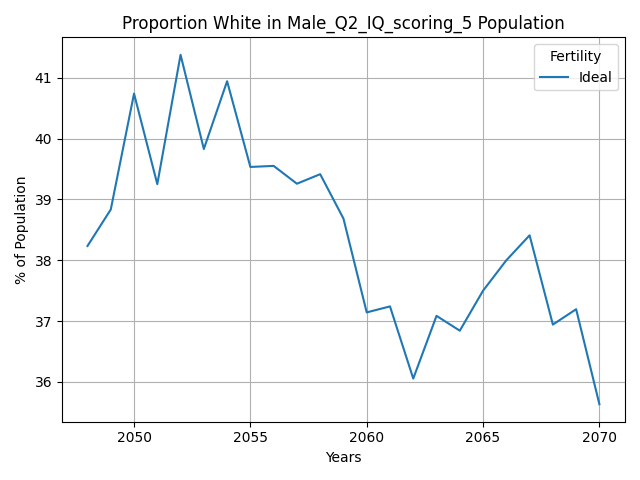 Proportion White in Male_Q2_IQ_scoring_5 Population
Fertility
Ideal
41
40
39
38
37
36
% of Population
2050 2055 2060 2065 2070
Years